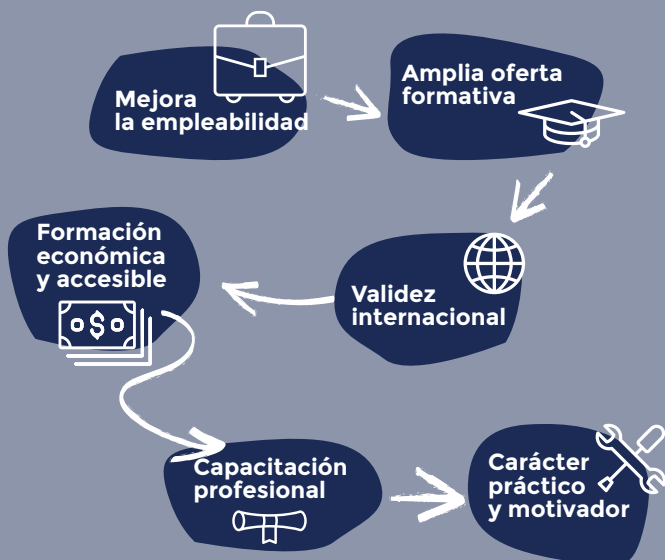 Mejora
la empleabilidad
Amplia oferta
formativa
Validez
internacional
Formación
económica
y accesible
Capacitación
profesional
Carácter
práctico
y motivador